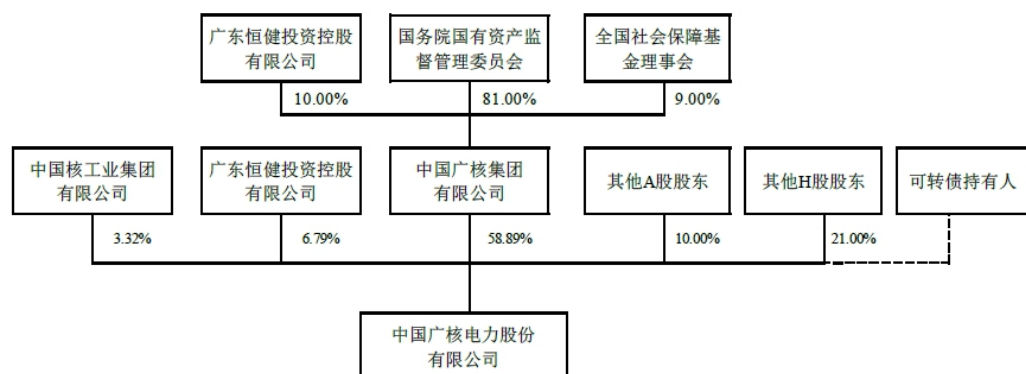 广东恒健投资控股
有限公司
国务院国有资产监
督管理委员会
全国社会保障基
金理事会
10.00%
81.00%
9.00%
中国核工业集团
有限公司
广东恒健投资控股
有限公司
中国广核集团
有限公司
其他A股股东
其他H股股东
可转债持有人
3.32%
6.79%
58.89%
10.00%
21.00%
中国广核电力股份
有限公司